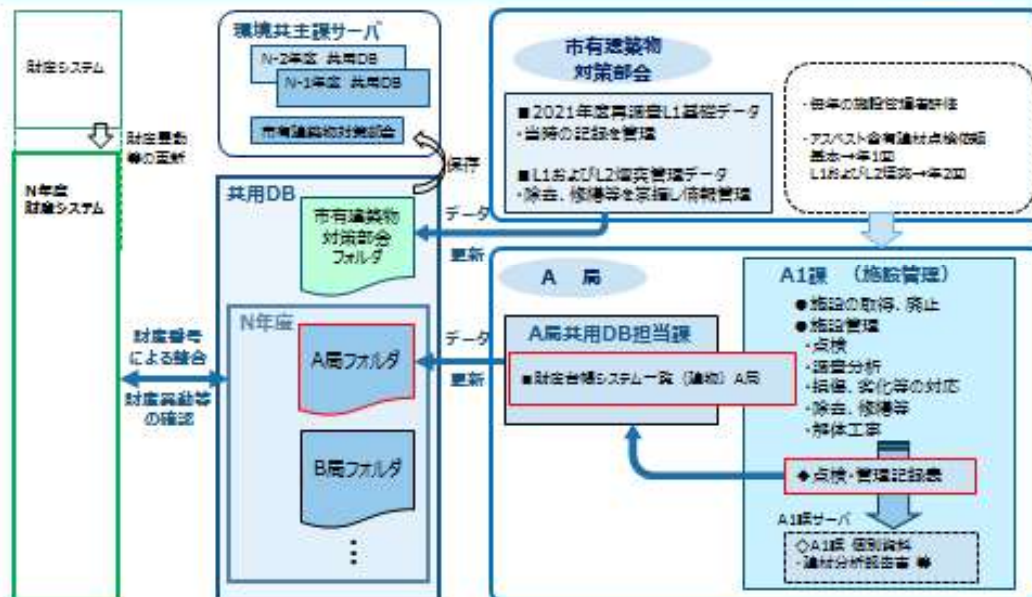 財産システム
財産異動
等の更新
N年度
財産システム
財産番号
による整合
財産異動等
の確認
環境共生課サーバ
N-2年度 共用DB
N-1年度 共用DB
市有建築物対策部会
保存
共用DB
市有建築物
対策部会
フォルダ
N年度
A局フォルダ
B局フォルダ
データ
更新
データ
更新
市有建築物
対策部会
■2021年度再調査L1基礎データ
・当時の記録を管理
■L1およびL2煙突管理データ
・除去、修繕等を家指し情報管理
・毎年の施設管理者研修
・アスベスト含有建材点検依頼
基本→年1回
L1およびL2煙突→年2回
A 局
A局共用DB担当課
■財産台帳システム一覧(建物)A局
A1課 (施設管理)
●施設の取得、廃止
●施設管理
・点検
・調査分析
・損傷、劣化等の対応
・除去、修繕等
・解体工事
◆点検・管理記録表
A1課サーバ
◇A1課 個別資料
・建材分析報告書 等